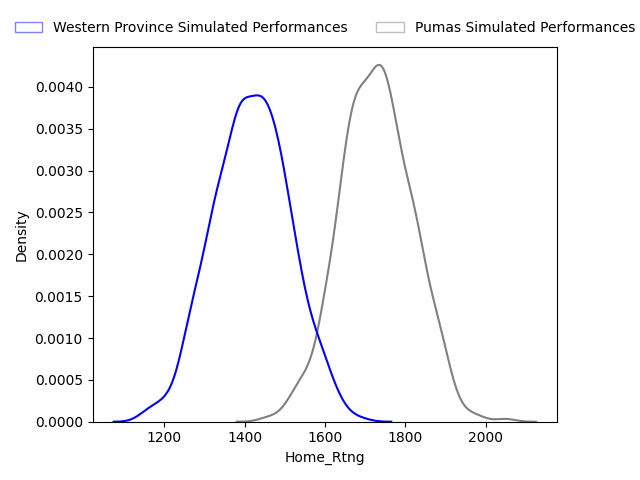 Western Province Simulated Performances
Pumas Simulated Performances
0.0040
0.0035
0.0030
0.0025
0.0020
0.0015
0.0010
0.0005
0.0000
Density
1200 1400 1600 1800 2000
Home_Rtng